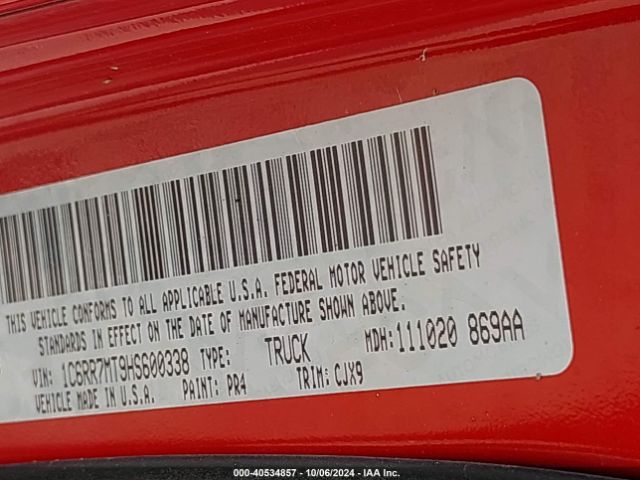 THIS VEHICLE CONFORMS TO ALL APPLICABLE U.S.A. FEDERAL MOTOR VEHICLE SAFETY
STANDARDS IN EFFECT ON THE DATE OF MANUFACTURE SHOWN ABOVE.
VIN: 1C6RR7MT9HS600338 TYPE: TRUCK MDH: 111020 869AA
VEHICLE MADE IN U.S.A. PAINT: PR4 TRIM: CJX9
000-40534857 - 10/06/2024 - IAA Inc.